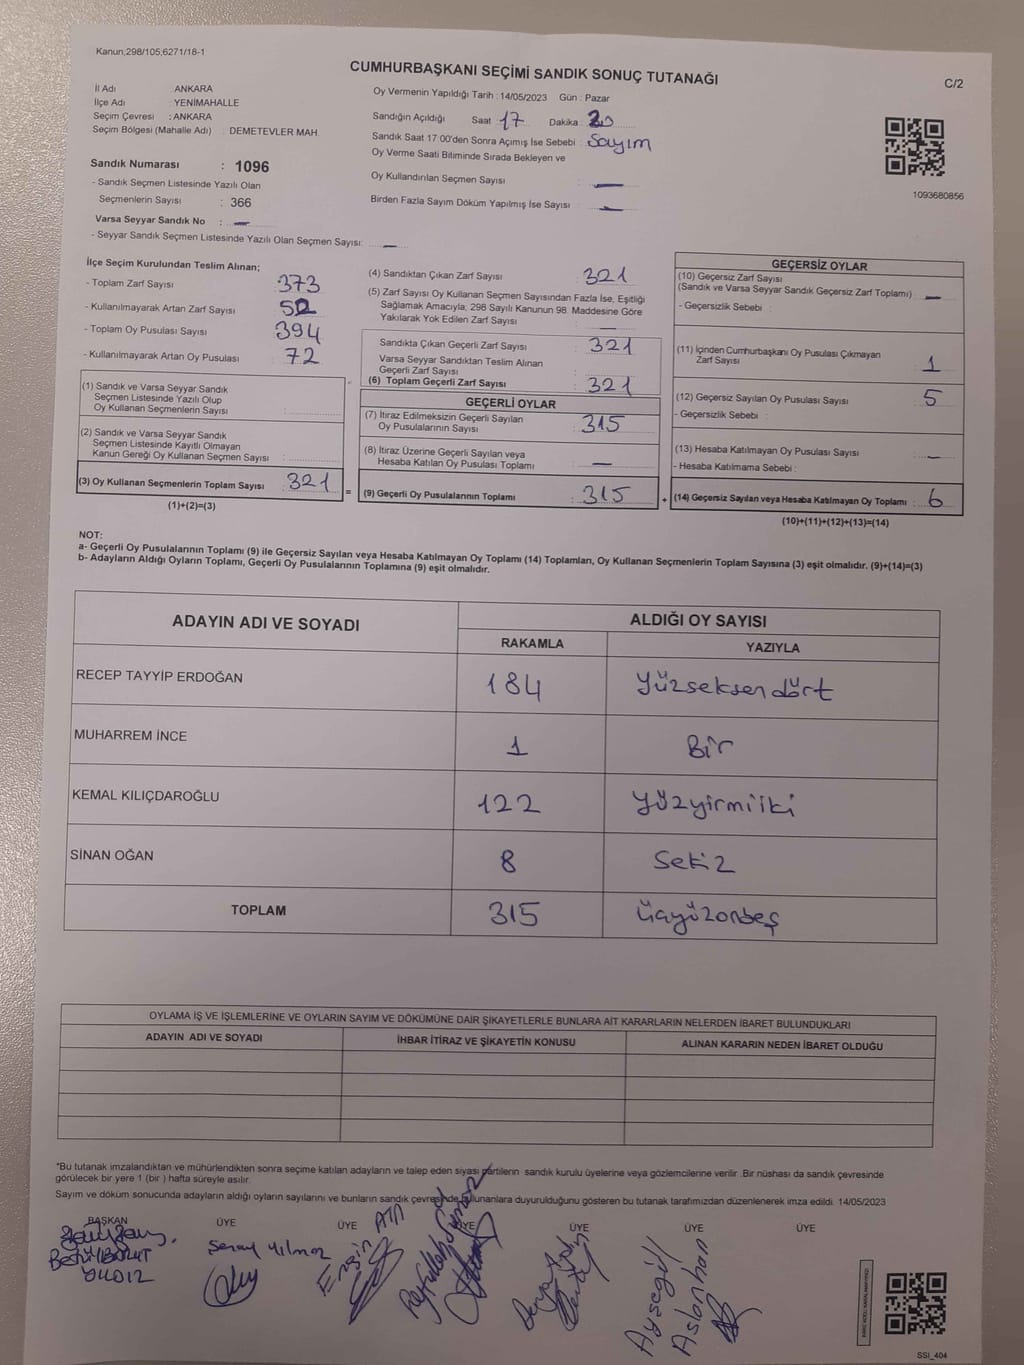 Kanun;298/105;6271/18-1
CUMHURBAŞKANI SEÇİMİ SANDIK SONUÇ TUTANAĞI
C/2
İl Adı : ANKARA
İlçe Adı : YENİMAHALLE
Seçim Çevresi : ANKARA
Seçim Bölgesi (Mahalle Adı) : DEMETEVLER MAH.
Oy Vermenin Yapıldığı Tarih : 14/05/2023 Gün : Pazar
Sandığın Açıldığı Saat 17 Dakika 20
Sandık Saat 17:00'den Sonra Açımış İse Sebebi : Sayım
Oy Verme Saati Bitiminde Sırada Bekleyen ve
Oy Kullandırılan Seçmen Sayısı : —
Birden Fazla Sayım Döküm Yapılmış İse Sayısı : —
1093680856
Sandık Numarası : 1096
- Sandık Seçmen Listesinde Yazılı Olan
Seçmenlerin Sayısı : 366
Varsa Seyyar Sandık No : —
- Seyyar Sandık Seçmen Listesinde Yazılı Olan Seçmen Sayısı: —
İlçe Seçim Kurulundan Teslim Alınan;
- Toplam Zarf Sayısı : 373
- Kullanılmayarak Artan Zarf Sayısı : 52
- Toplam Oy Pusulası Sayısı : 394
- Kullanılmayarak Artan Oy Pusulası : 72
(1) Sandık ve Varsa Seyyar Sandık
Seçmen Listesinde Yazılı Olup
Oy Kullanan Seçmenlerin Sayısı :
(2) Sandık ve Varsa Seyyar Sandık
Seçmen Listesinde Kayıtlı Olmayan
Kanun Gereği Oy Kullanan Seçmen Sayısı :
(3) Oy Kullanan Seçmenlerin Toplam Sayısı : 321
(1)+(2)=(3)
(4) Sandıktan Çıkan Zarf Sayısı : 321
(5) Zarf Sayısı Oy Kullanan Seçmen Sayısından Fazla İse, Eşitliği
Sağlamak Amacıyla, 298 Sayılı Kanunun 98. Maddesine Göre
Yakılarak Yok Edilen Zarf Sayısı : —
Sandıkta Çıkan Geçerli Zarf Sayısı : 321
Varsa Seyyar Sandıktan Teslim Alınan
Geçerli Zarf Sayısı :
(6) Toplam Geçerli Zarf Sayısı : 321
GEÇERLİ OYLAR
(7) İtiraz Edilmeksizin Geçerli Sayılan
Oy Pusulalarının Sayısı : 315
(8) İtiraz Üzerine Geçerli Sayılan veya
Hesaba Katılan Oy Pusulası Toplamı : —
= (9) Geçerli Oy Pusulalarının Toplamı : 315
GEÇERSİZ OYLAR
(10) Geçersiz Zarf Sayısı
(Sandık ve Varsa Seyyar Sandık Geçersiz Zarf Toplamı) : —
- Geçersizlik Sebebi :
(11) İçinden Cumhurbaşkanı Oy Pusulası Çıkmayan
Zarf Sayısı : 1
(12) Geçersiz Sayılan Oy Pusulası Sayısı : 5
- Geçersizlik Sebebi :
(13) Hesaba Katılmayan Oy Pusulası Sayısı : —
- Hesaba Katılmama Sebebi :
+ (14) Geçersiz Sayılan veya Hesaba Katılmayan Oy Toplamı : 6
(10)+(11)+(12)+(13)=(14)
NOT:
a- Geçerli Oy Pusulalarının Toplamı (9) ile Geçersiz Sayılan veya Hesaba Katılmayan Oy Toplamı (14) Toplamları, Oy Kullanan Seçmenlerin Toplam Sayısına (3) eşit olmalıdır. (9)+(14)=(3)
b- Adayların Aldığı Oyların Toplamı, Geçerli Oy Pusulalarının Toplamına (9) eşit olmalıdır.
ADAYIN ADI VE SOYADI ALDIĞI OY SAYISI
RAKAMLA YAZIYLA
RECEP TAYYİP ERDOĞAN 184 Yüzseksendört
MUHARREM İNCE 1 Bir
KEMAL KILIÇDAROĞLU 122 Yüzyirmiiki
SİNAN OĞAN 8 Sekiz
TOPLAM 315 Üçyüzonbeş
OYLAMA İŞ VE İŞLEMLERİNE VE OYLARIN SAYIM VE DÖKÜMÜNE DAİR ŞİKAYETLERLE BUNLARA AİT KARARLARIN NELERDEN İBARET BULUNDUKLARI
ADAYIN ADI VE SOYADI İHBAR İTİRAZ VE ŞİKAYETİN KONUSU ALINAN KARARIN NEDEN İBARET OLDUĞU
*Bu tutanak imzalandıktan ve mühürlendikten sonra seçime katılan adayların ve talep eden siyasi partilerin sandık kurulu üyelerine veya gözlemcilerine verilir .Bir nüshası da sandık çevresinde
görülecek bir yere 1 (bir ) hafta süreyle asılır.
Sayım ve döküm sonucunda adayların aldığı oyların sayılarını ve bunların sandık çevresinde bulunanlara duyurulduğunu gösteren bu tutanak tarafımızdan düzenlenerek imza edildi. 14/05/2023
BAŞKAN ÜYE ÜYE ÜYE ÜYE ÜYE ÜYE
YILDIZ
Senay Yılmaz
Engin ATA
Derya
Ayşegül
Aslanhan
SSI_404